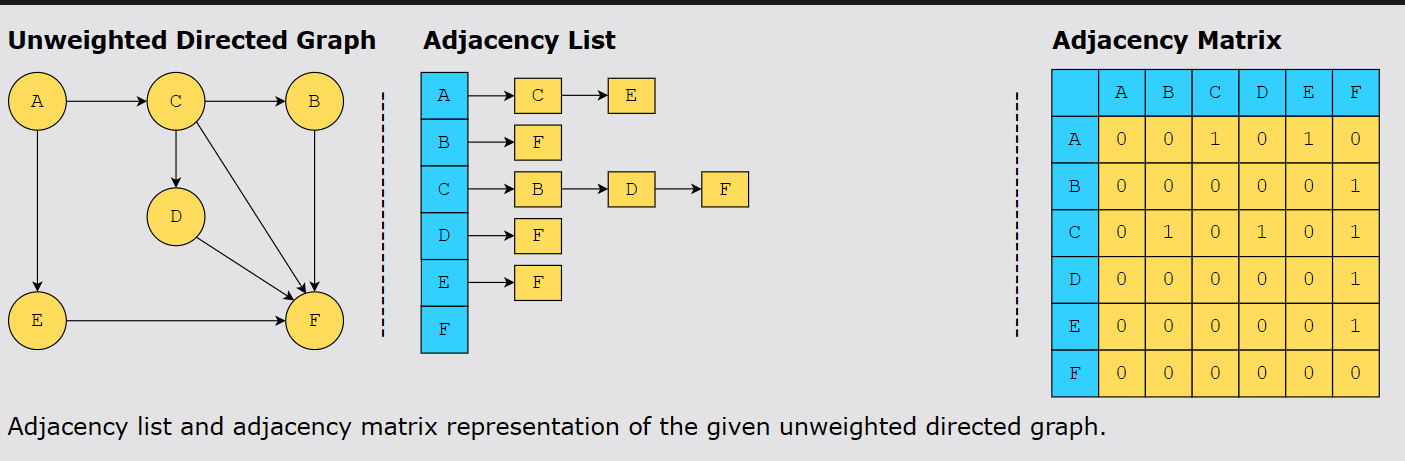 Unweighted Directed Graph
A C B
D
E F
Adjacency List
A C E
B F
C B D F
D F
E F
F
Adjacency Matrix
A B C D E F
A 0 0 1 0 1 0
B 0 0 0 0 0 1
C 0 1 0 1 0 1
D 0 0 0 0 0 1
E 0 0 0 0 0 1
F 0 0 0 0 0 0
Adjacency list and adjacency matrix representation of the given unweighted directed graph.